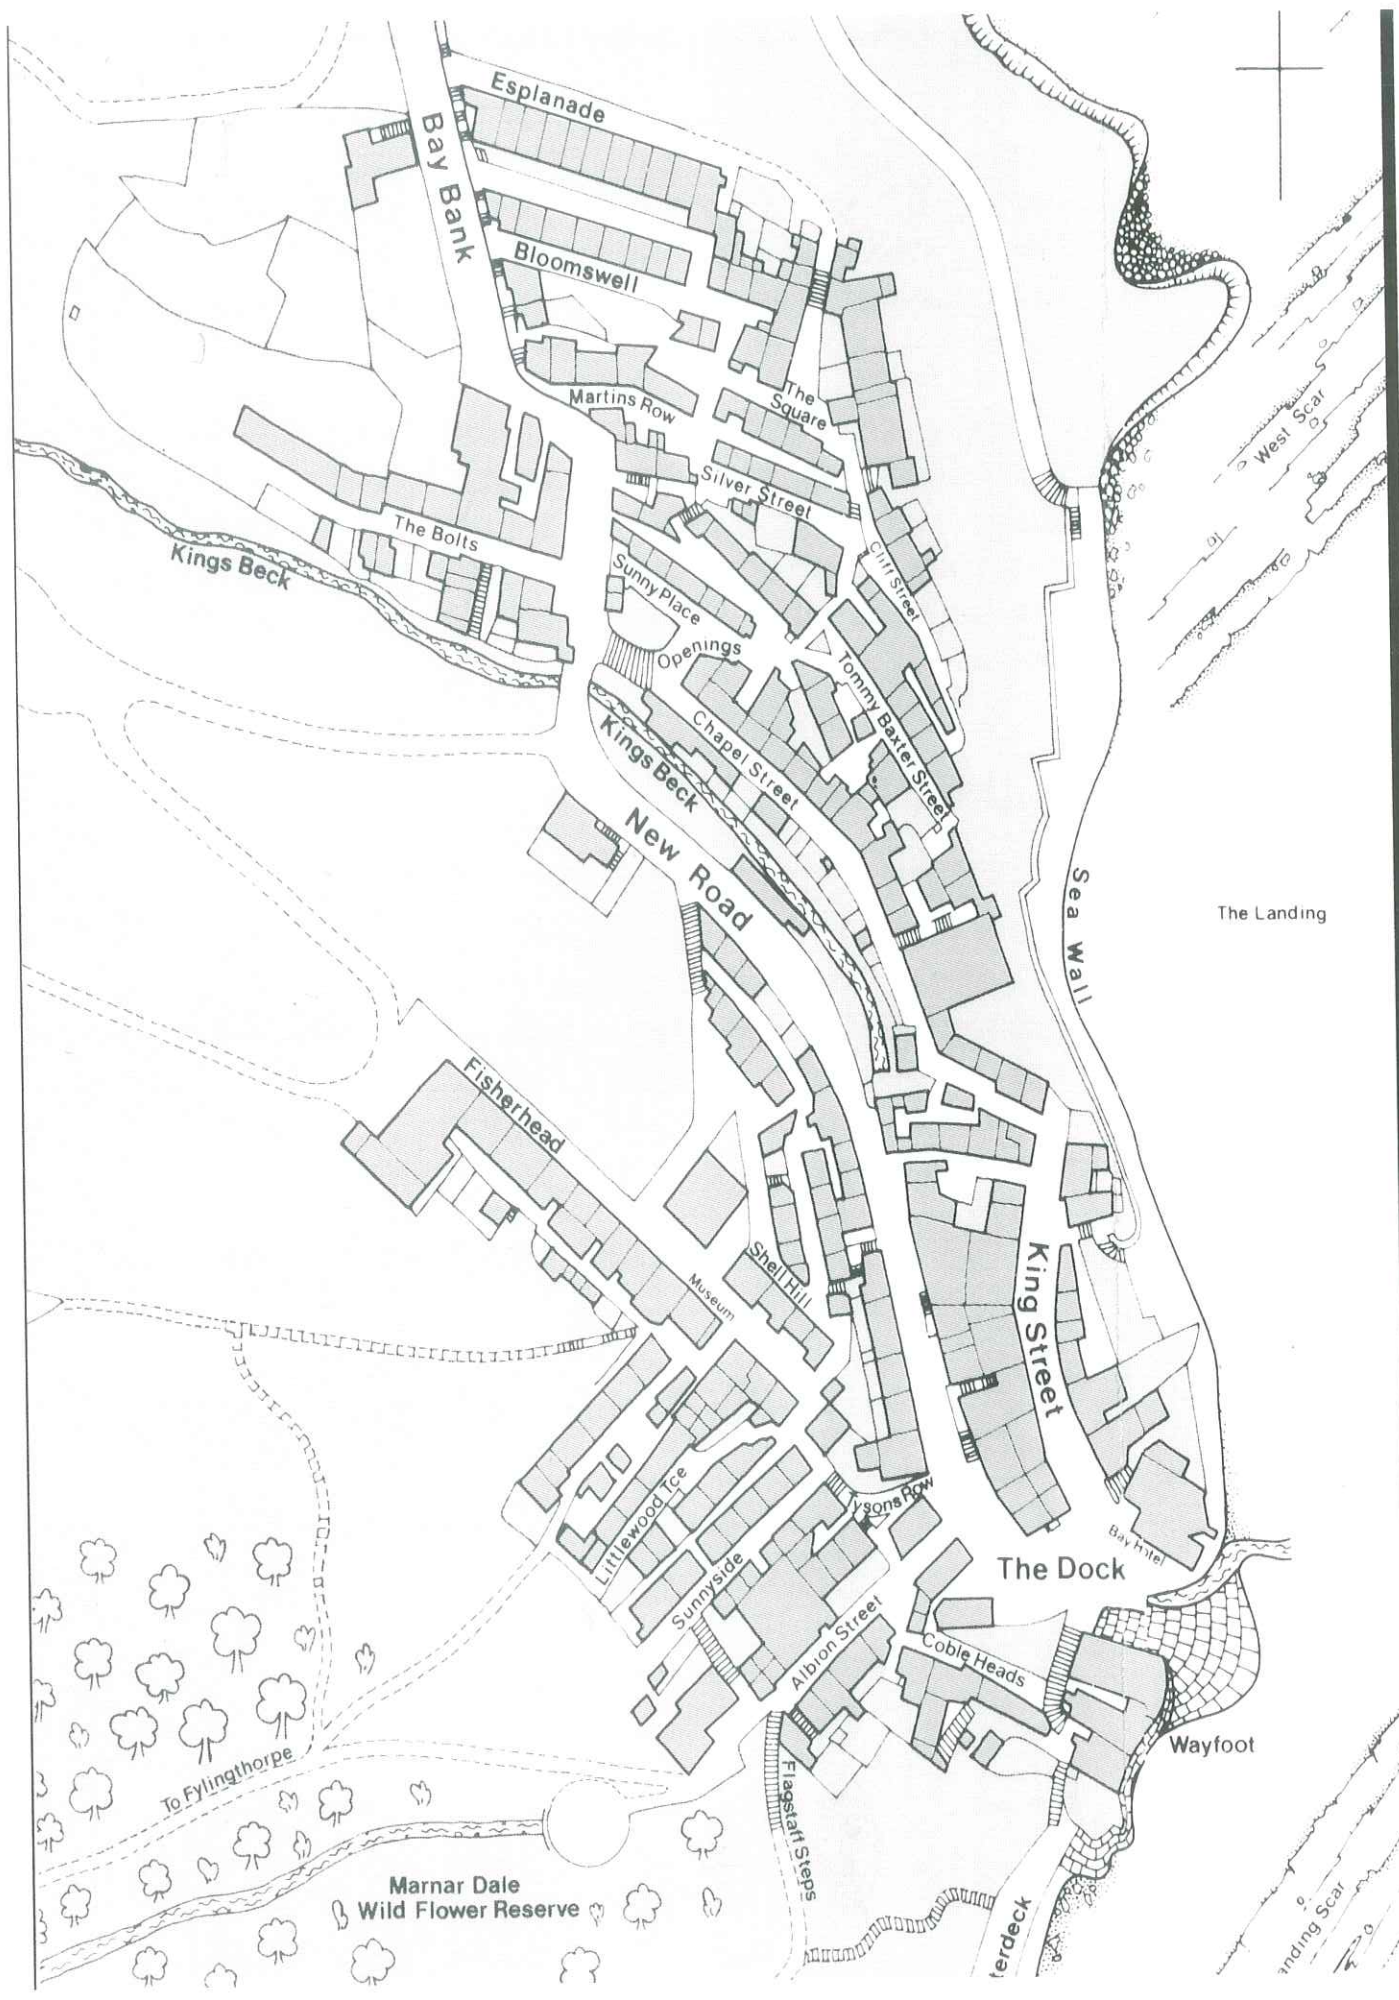 Esplanade
Bay Bank
Bloomswell
Martins Row
The
Square
West Scar
Silver Street
The Bolts
Kings Beck
Sunny Place
Cliff Street
Openings
Tommy Baxter Street
Chapel Street
Kings Beck
New Road
Sea Wall
The Landing
Fisherhead
Shell Hill
Museum
King Street
Littlewood Tce
Tysons Row
Bay Hotel
The Dock
Sunnyside
Albion Street
Coble Heads
Wayfoot
To Fylingthorpe
Flagstaff Steps
Marnar Dale
Wild Flower Reserve
terdeck
anding Scar